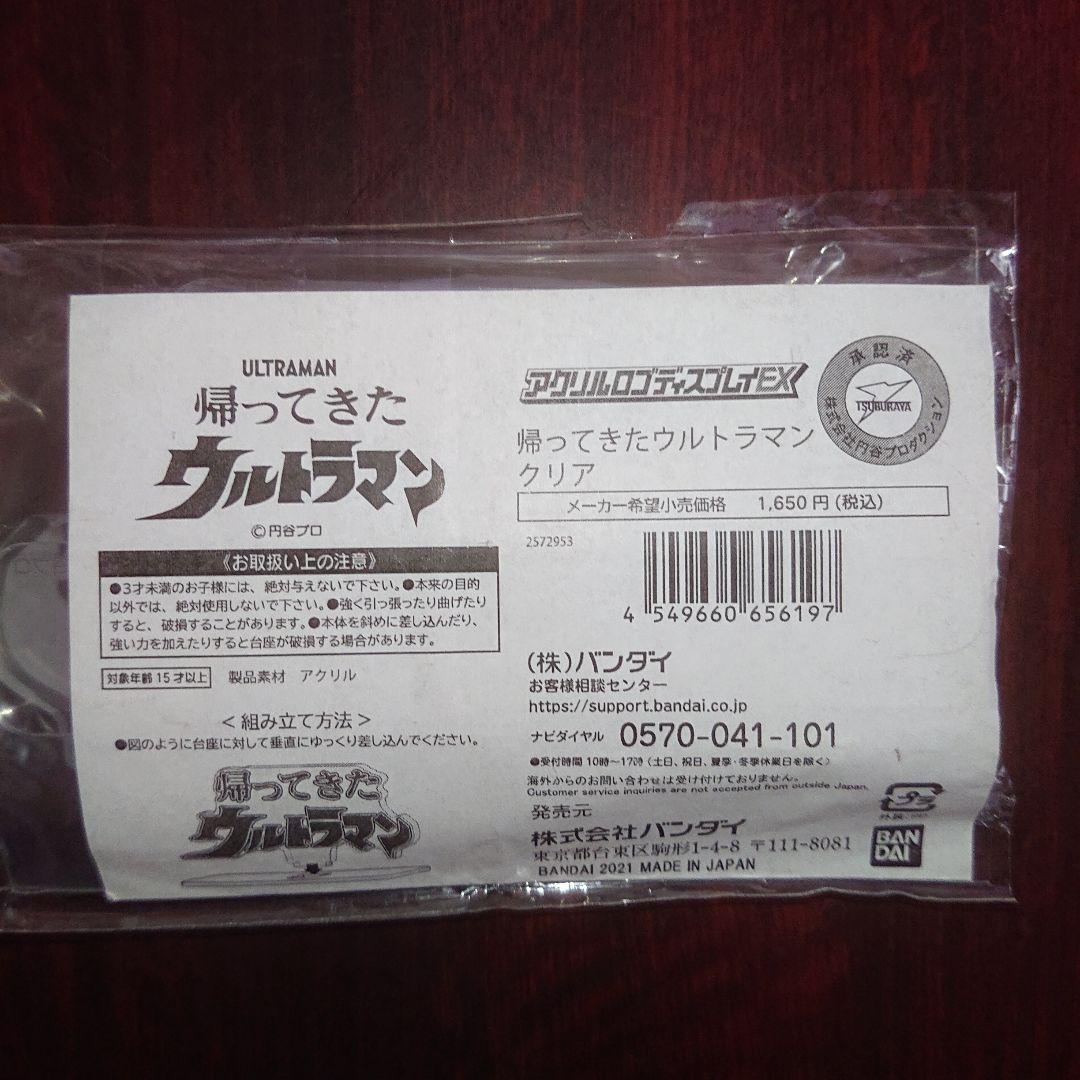 ULTRAMAN
帰ってきた
ウルトラマン
©円谷プロ
《お取扱い上の注意》
●3才未満のお子様には、絶対与えないで下さい。●本来の目的
以外では、絶対使用しないで下さい。●強く引っ張ったり曲げたり
すると、破損することがあります。●本体を斜めに差し込んだり、
強い力を加えたりすると台座が破損する場合があります。
対象年齢 15才以上 製品素材 アクリル
<組み立て方法>
●図のように台座に対して垂直にゆっくり差し込んでください。
帰ってきた
ウルトラマン
アクリルロゴディスプレイEX
承認済
TSUBURAYA
株式会社円谷プロダクション
帰ってきたウルトラマン
クリア
メーカー希望小売価格 1,650円(税込)
2572953
4 549660 656197
(株)バンダイ
お客様相談センター
https://support.bandai.co.jp
ナビダイヤル 0570-041-101
●受付時間 10時~17時(土日、祝日、夏季・冬季休業日を除く)
海外からのお問い合わせは受け付けておりません。
Customer service inquiries are not accepted from outside Japan.
発売元
株式会社バンダイ
東京都台東区駒形1-4-8 〒111-8081
BANDAI 2021 MADE IN JAPAN
プラ
BAN
DAI